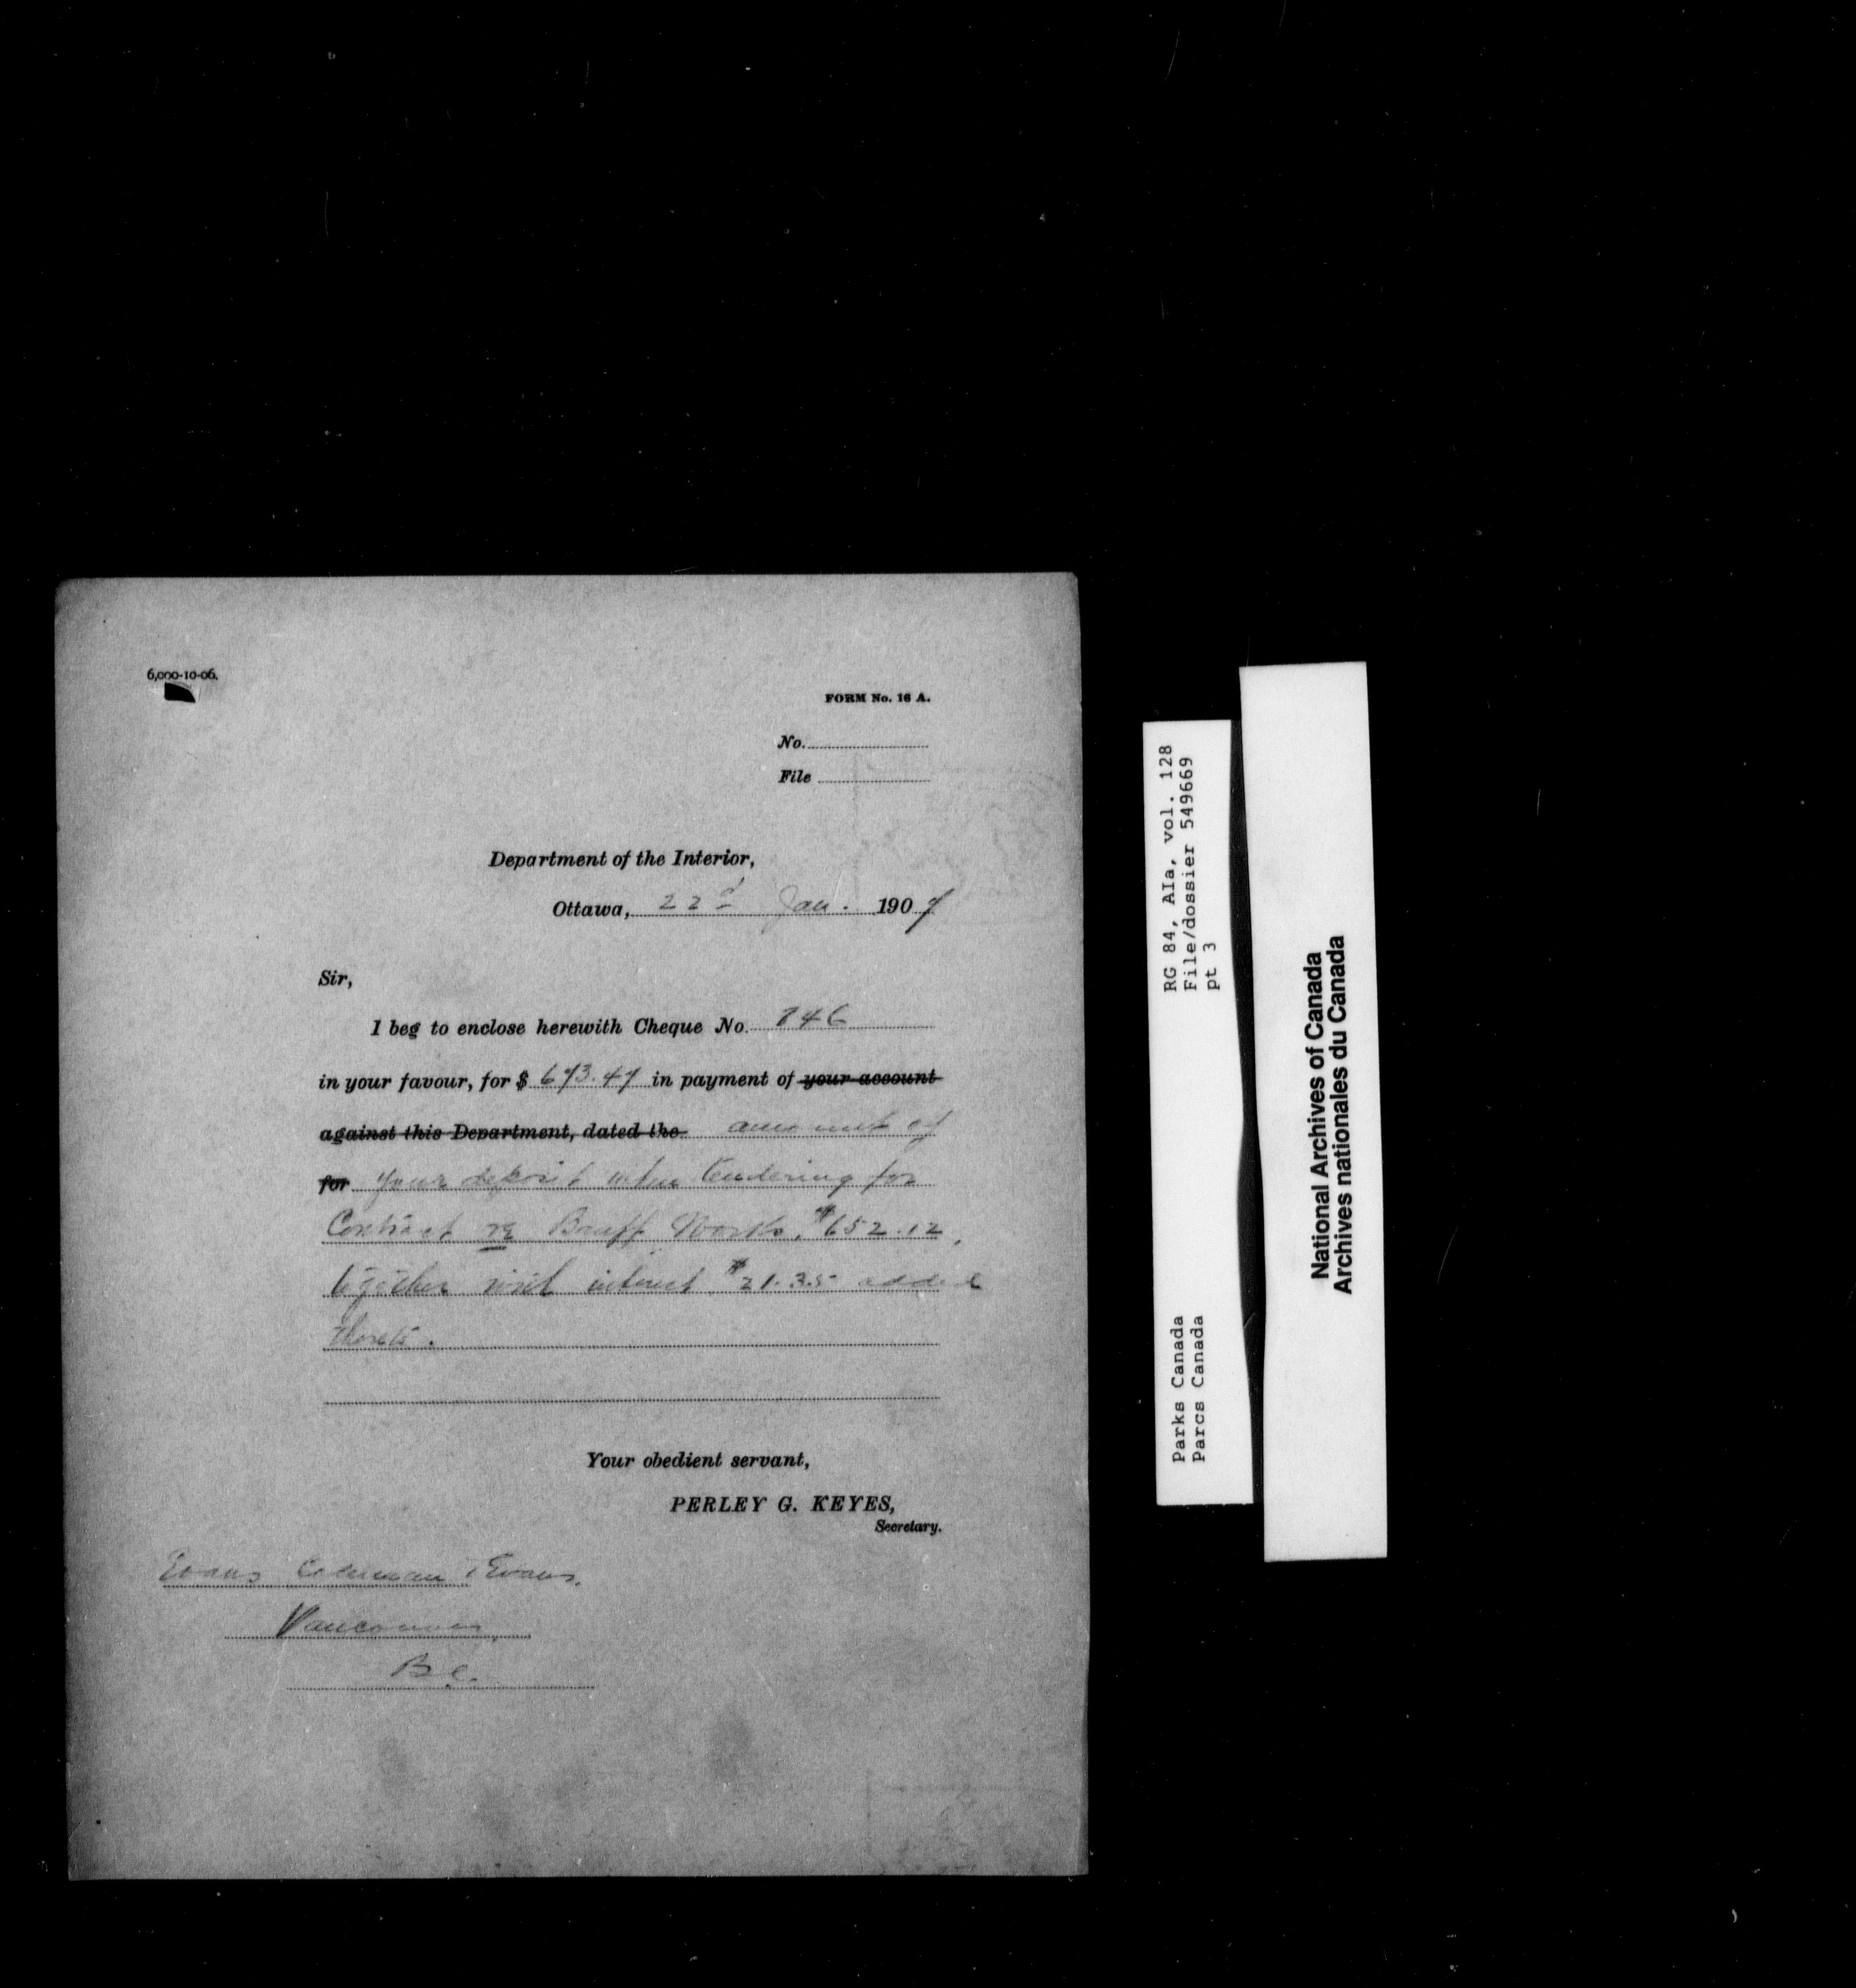 6,000-10-06.
FORM No. 16 A.
No.
File
Department of the Interior,
Ottawa, 22d Jan. 1907
Sir,
I beg to enclose herewith Cheque No. 746
in your favour, for $ 673.47 in payment of your account
against this Department, dated the amount of
for your deposit when tendering for
Contract re Banff Works, $652.12,
together with interest $21.35 added
thereto.
Your obedient servant,
PERLEY G. KEYES,
Secretary.
Evans Coleman & Evans.
Vancouver,
B.C.
RG 84, AIa, vol. 128
File/dossier 549669
pt 3
Parks Canada
Parcs Canada
National Archives of Canada
Archives nationales du Canada